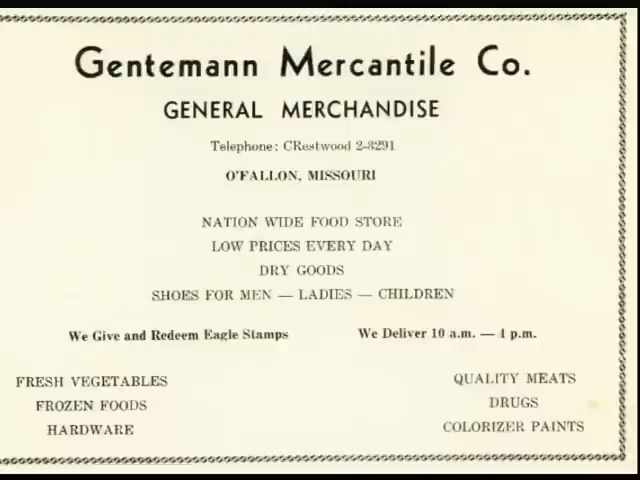 Gentemann Mercantile Co.
GENERAL MERCHANDISE
Telephone: CRestwood 2-8291
O'FALLON, MISSOURI
NATION WIDE FOOD STORE
LOW PRICES EVERY DAY
DRY GOODS
SHOES FOR MEN — LADIES — CHILDREN
We Give and Redeem Eagle Stamps We Deliver 10 a.m. — 4 p.m.
FRESH VEGETABLES QUALITY MEATS
FROZEN FOODS DRUGS
HARDWARE COLORIZER PAINTS